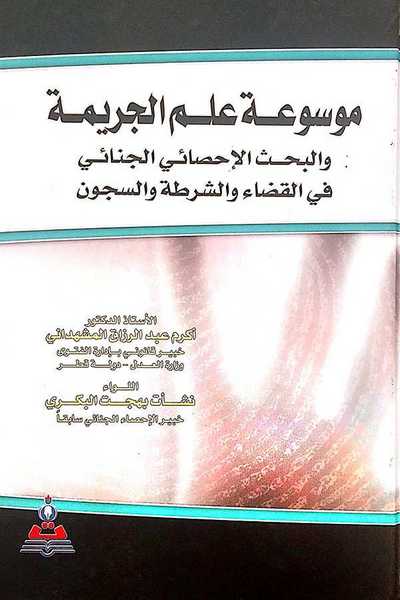 موسوعة علم الجريمة
والبحث الإحصائي الجنائي
في القضاء والشرطة والسجون
الأستاذ الدكتور
أكرم عبد الرزاق المشهداني
خبير قانوني بإدارة الفتوى
وزارة العدل - دولة قطر
اللواء
نشأت بهجت البكري
خبير الإحصاء الجنائي سابقاً